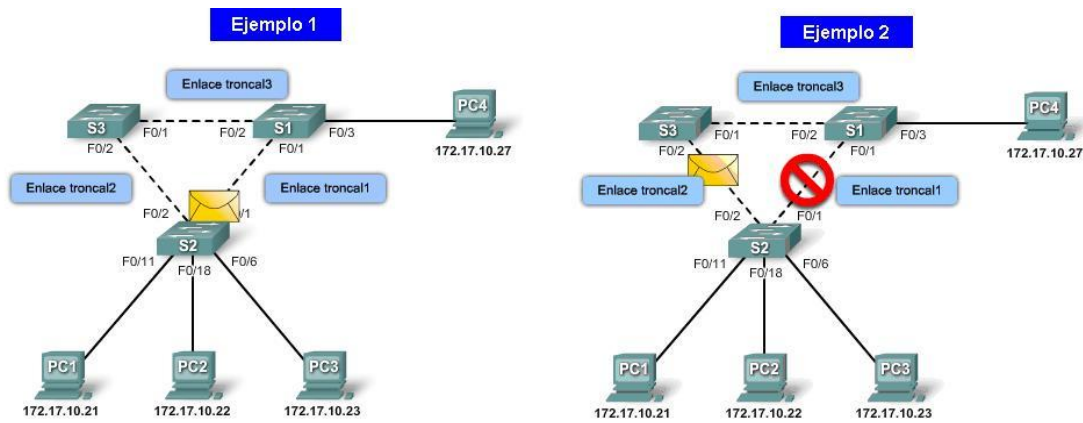 Ejemplo 1
Enlace troncal3
S3
F0/1
F0/2
S1
F0/3
PC4
F0/2
F0/1
172.17.10.27
Enlace troncal2
Enlace troncal1
F0/2
/1
S2
F0/11
F0/18
F0/6
PC1
PC2
PC3
172.17.10.21
172.17.10.22
172.17.10.23
Ejemplo 2
Enlace troncal3
S3
F0/1
F0/2
S1
F0/3
PC4
F0/2
F0/1
172.17.10.27
Enlace troncal2
Enlace troncal1
F0/2
F0/1
S2
F0/11
F0/18
F0/6
PC1
PC2
PC3
172.17.10.21
172.17.10.22
172.17.10.23